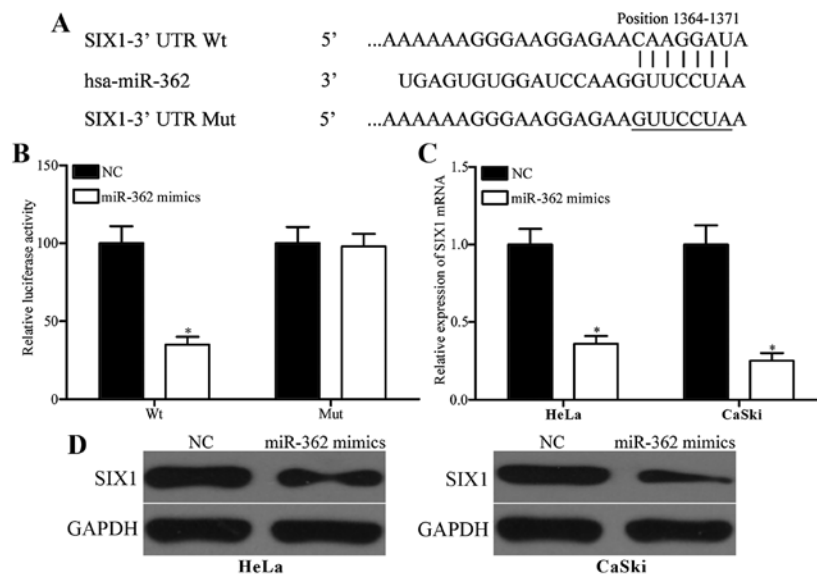 A
Position 1364-1371
SIX1-3’ UTR Wt 5’ ...AAAAAAGGGAAGGAGAACAAGGAUA
hsa-miR-362 3’ UGAGUGUGGAUCCAAGGUUCCUAA
SIX1-3’ UTR Mut 5’ ...AAAAAAGGGAAGGAGAAGUUCCUAA
B
NC
miR-362 mimics
Relative luciferase activity
150
100
50
0
Wt Mut
*
C
NC
miR-362 mimics
Relative expression of SIX1 mRNA
1.5
1.0
0.5
0.0
* *
HeLa CaSki
D
NC miR-362 mimics
SIX1
GAPDH
HeLa
NC miR-362 mimics
SIX1
GAPDH
CaSki